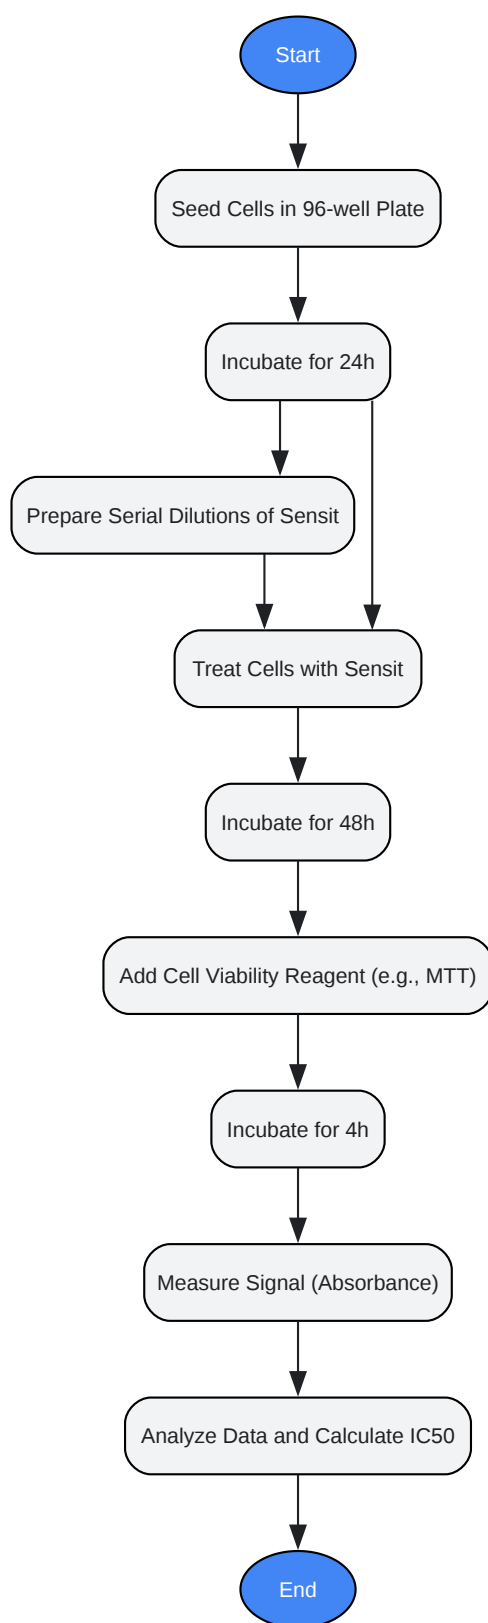 Start
Seed Cells in 96-well Plate
Incubate for 24h
Prepare Serial Dilutions of Sensit
Treat Cells with Sensit
Incubate for 48h
Add Cell Viability Reagent (e.g., MTT)
Incubate for 4h
Measure Signal (Absorbance)
Analyze Data and Calculate IC50
End